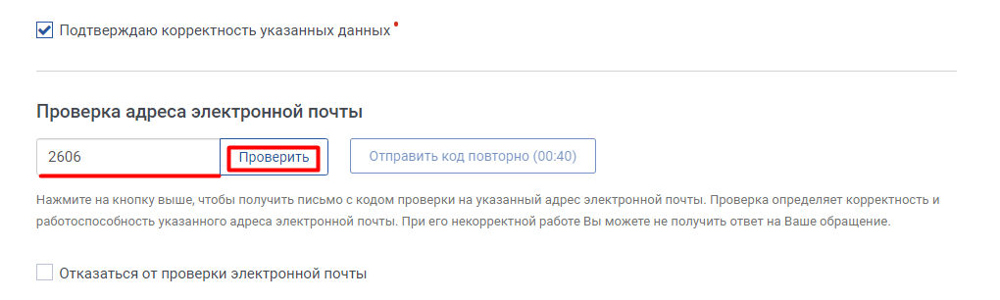 Подтверждаю корректность указанных данных
Проверка адреса электронной почты
2606 Проверить Отправить код повторно (00:40)
Нажмите на кнопку выше, чтобы получить письмо с кодом проверки на указанный адрес электронной почты. Проверка определяет корректность и
работоспособность указанного адреса электронной почты. При его некорректной работе Вы можете не получить ответ на Ваше обращение.
Отказаться от проверки электронной почты